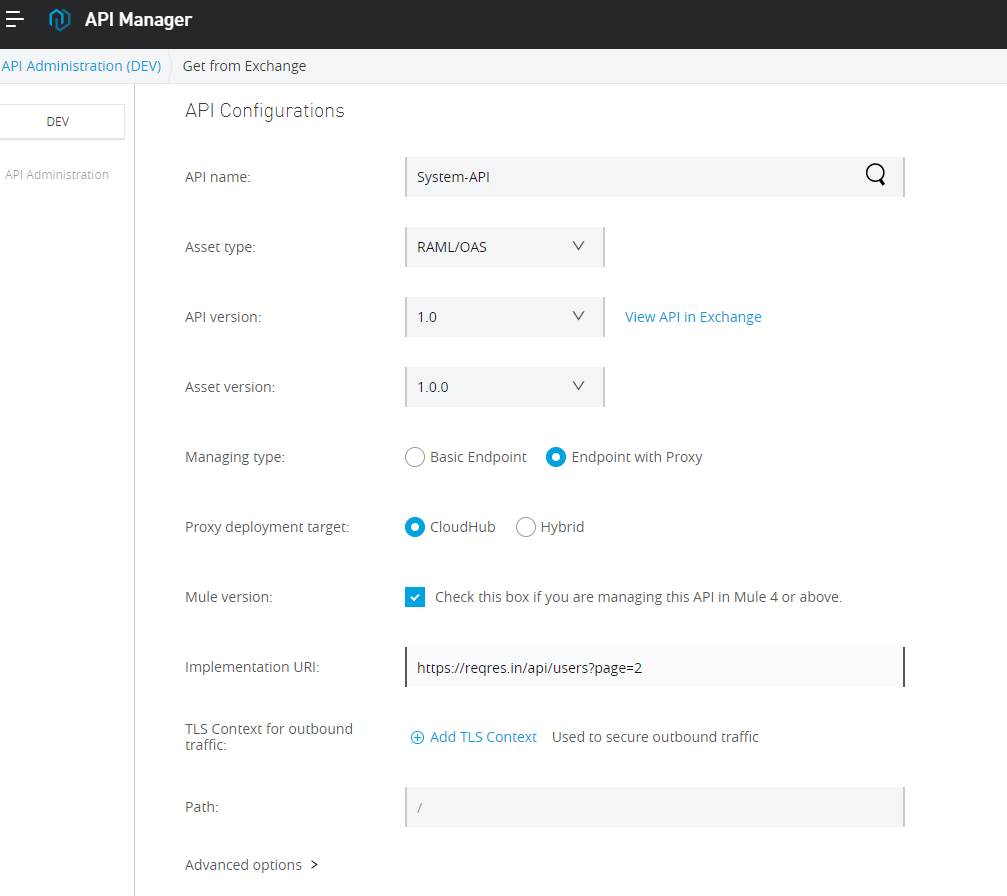 API Manager
API Administration (DEV) Get from Exchange
DEV
API Administration
API Configurations
API name: System-API
Asset type: RAML/OAS
API version: 1.0 View API in Exchange
Asset version: 1.0.0
Managing type: Basic Endpoint Endpoint with Proxy
Proxy deployment target: CloudHub Hybrid
Mule version: Check this box if you are managing this API in Mule 4 or above.
Implementation URI: https://reqres.in/api/users?page=2
TLS Context for outbound
traffic:
Add TLS Context Used to secure outbound traffic
Path: /
Advanced options >